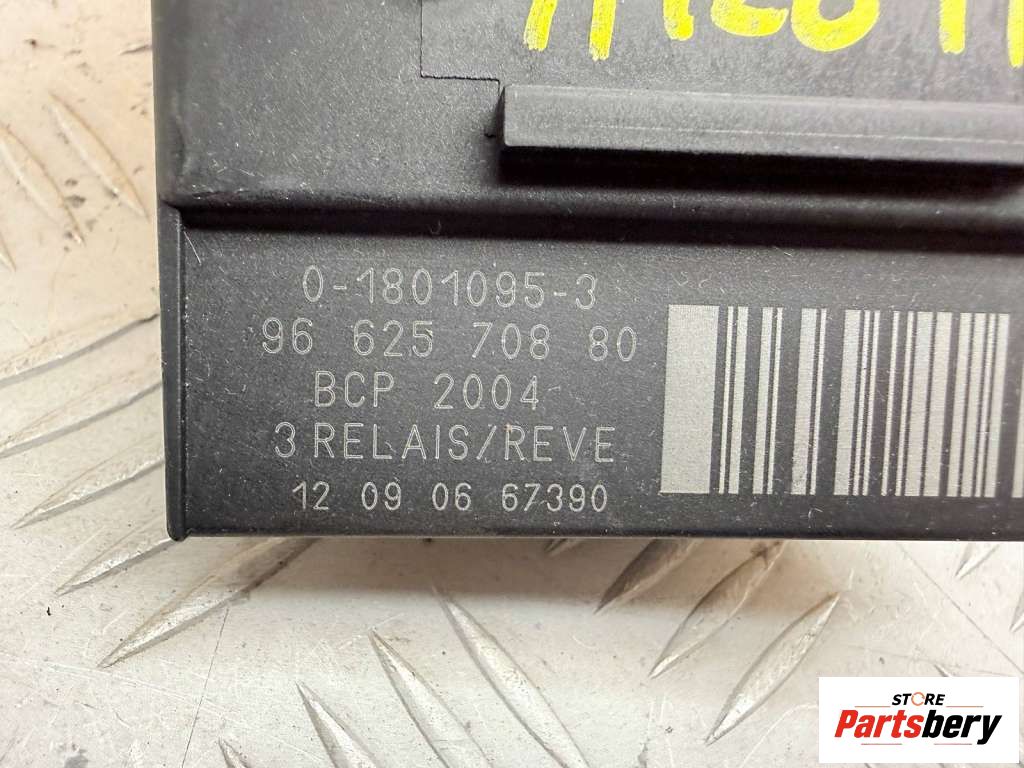 0-1801095-3
96 625 708 80
BCP 2004
3 RELAIS/REVE
12 09 06 67390
STORE
Partsbery